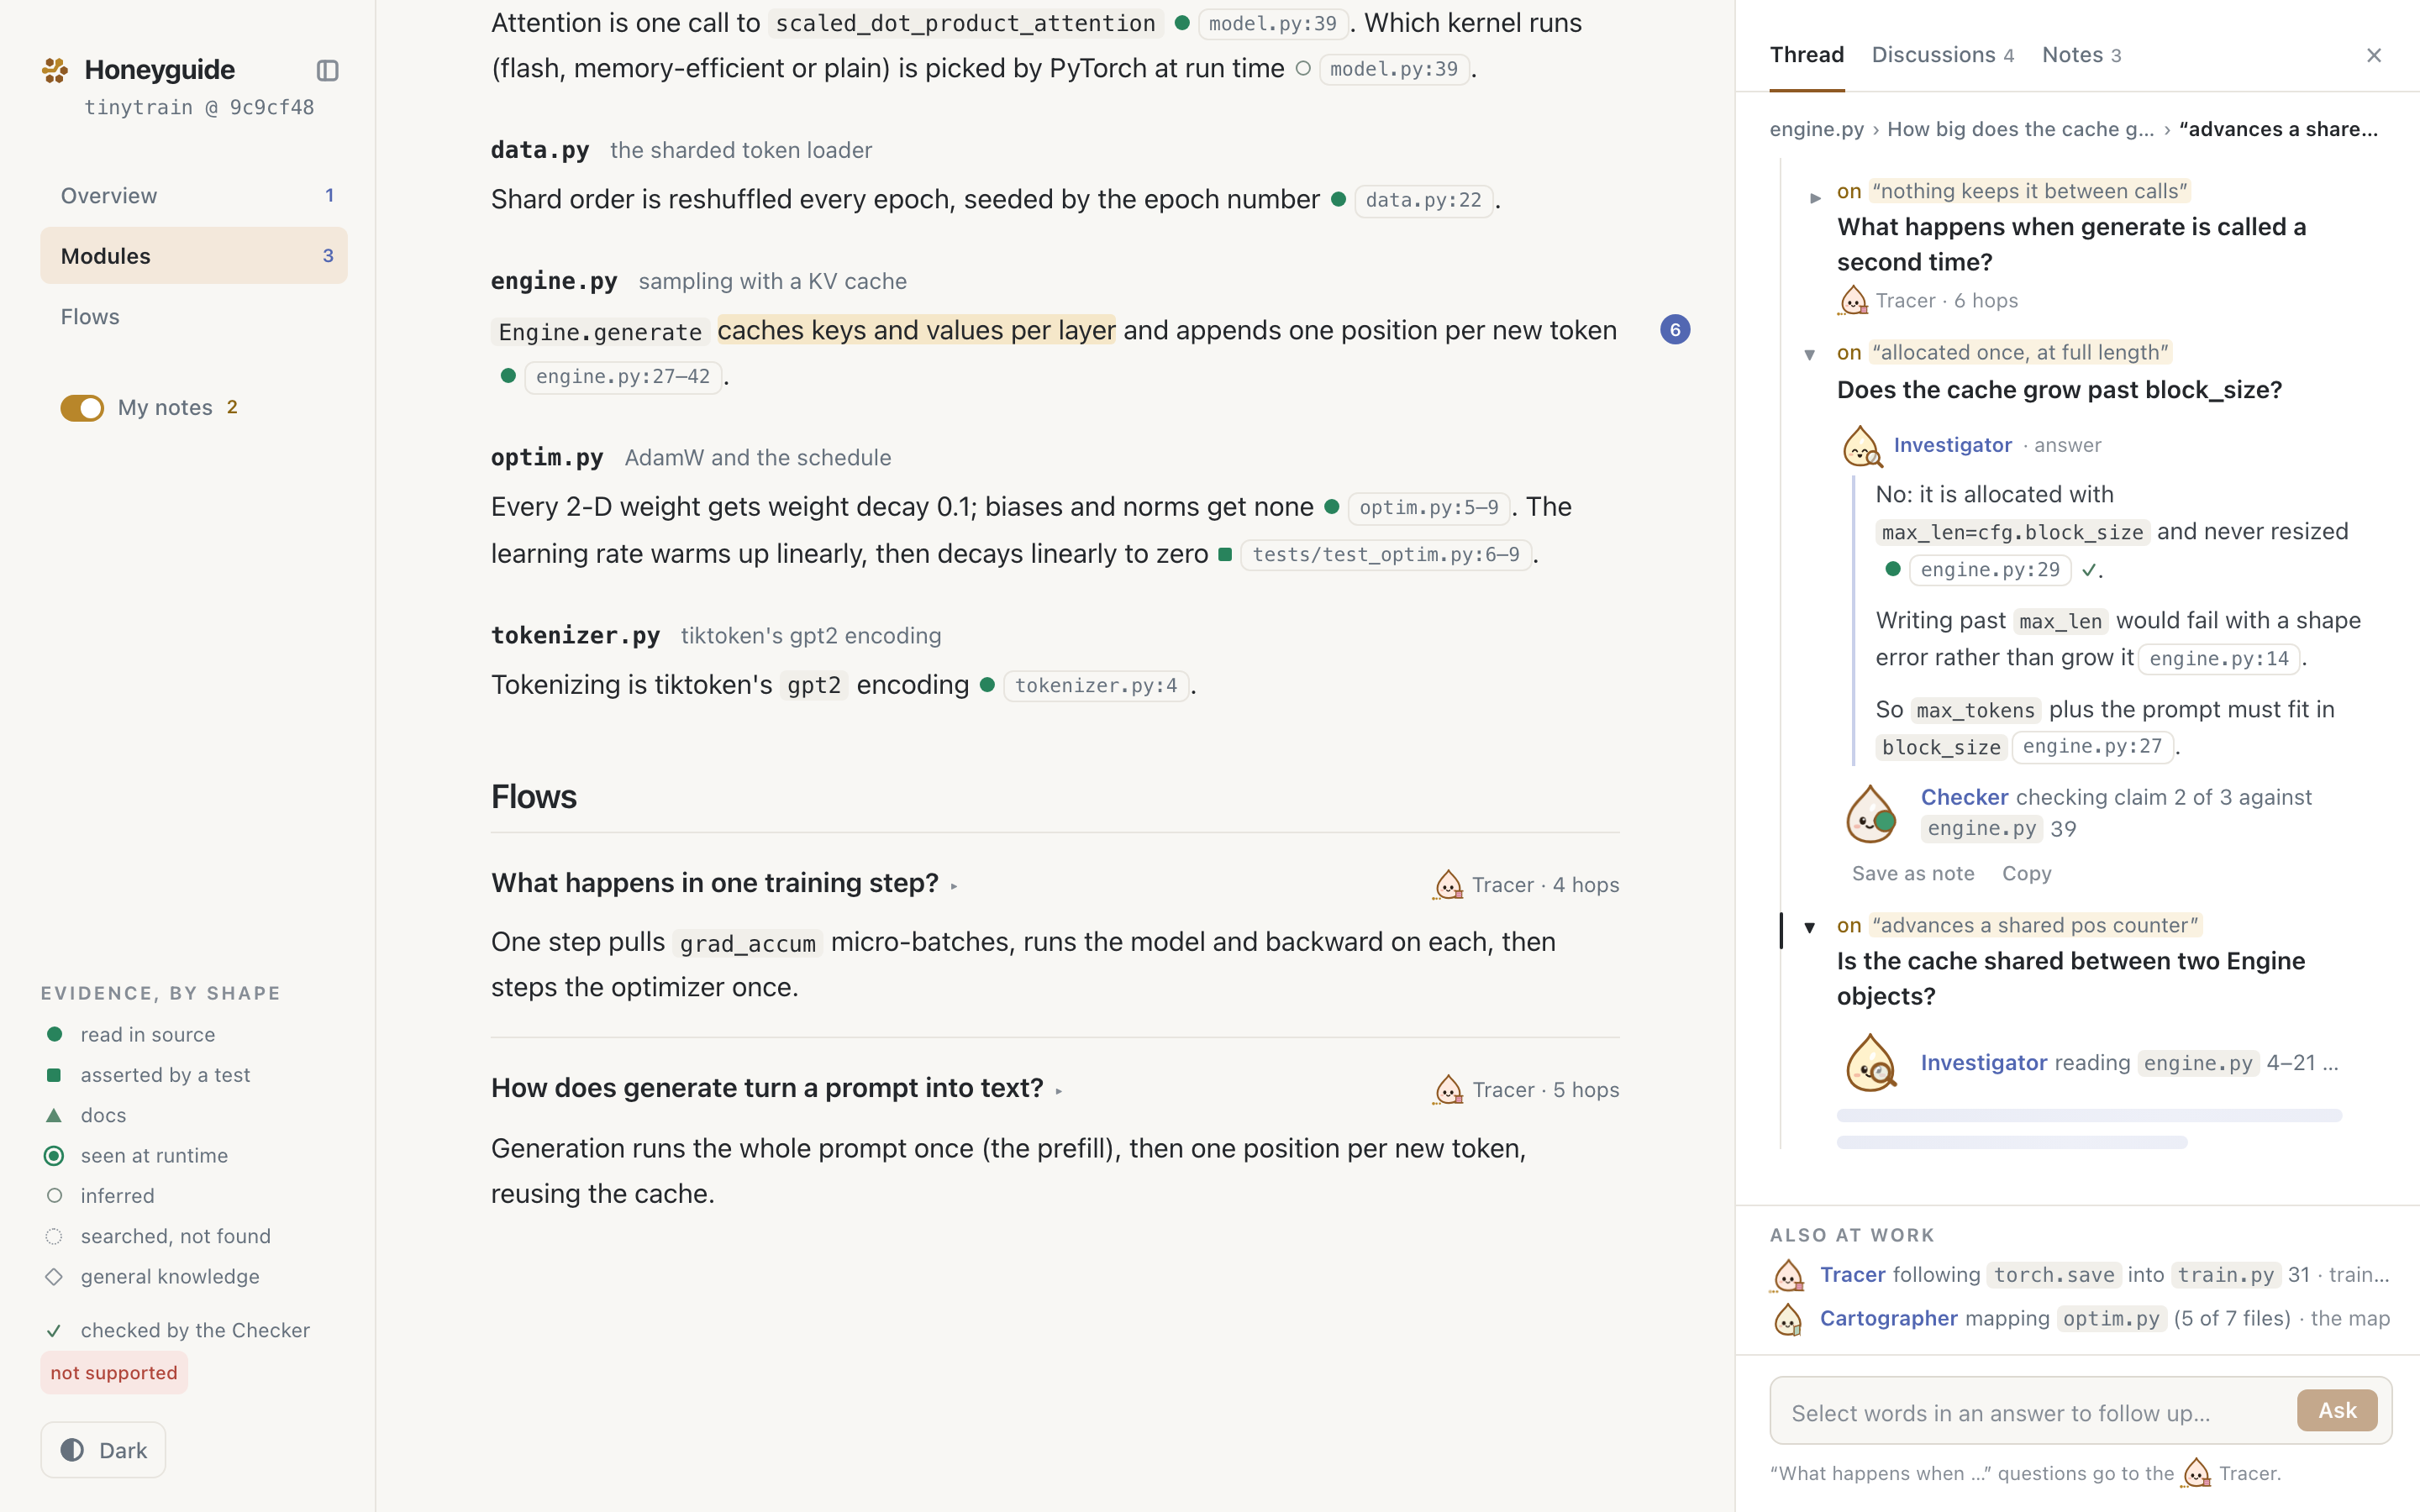 Honeyguide
tinytrain @ 9c9cf48
Overview 1
Modules 3
Flows
My notes 2
EVIDENCE, BY SHAPE
read in source
asserted by a test
docs
seen at runtime
inferred
searched, not found
general knowledge
checked by the Checker
not supported
Dark
Attention is one call to scaled_dot_product_attention model.py:39. Which kernel runs
(flash, memory-efficient or plain) is picked by PyTorch at run time model.py:39.
data.py the sharded token loader
Shard order is reshuffled every epoch, seeded by the epoch number data.py:22.
engine.py sampling with a KV cache
Engine.generate caches keys and values per layer and appends one position per new token 6
engine.py:27–42.
optim.py AdamW and the schedule
Every 2-D weight gets weight decay 0.1; biases and norms get none optim.py:5–9. The
learning rate warms up linearly, then decays linearly to zero tests/test_optim.py:6–9.
tokenizer.py tiktoken's gpt2 encoding
Tokenizing is tiktoken's gpt2 encoding tokenizer.py:4.
Flows
What happens in one training step? ▸ Tracer · 4 hops
One step pulls grad_accum micro-batches, runs the model and backward on each, then
steps the optimizer once.
How does generate turn a prompt into text? ▸ Tracer · 5 hops
Generation runs the whole prompt once (the prefill), then one position per new token,
reusing the cache.
Thread Discussions 4 Notes 3 ×
engine.py › How big does the cache g... › “advances a share...
on “nothing keeps it between calls”
What happens when generate is called a
second time?
Tracer · 6 hops
on “allocated once, at full length”
Does the cache grow past block_size?
Investigator · answer
No: it is allocated with
max_len=cfg.block_size and never resized
engine.py:29 ✓.
Writing past max_len would fail with a shape
error rather than grow it engine.py:14.
So max_tokens plus the prompt must fit in
block_size engine.py:27.
Checker checking claim 2 of 3 against
engine.py 39
Save as note Copy
on “advances a shared pos counter”
Is the cache shared between two Engine
objects?
Investigator reading engine.py 4–21 ...
ALSO AT WORK
Tracer following torch.save into train.py 31 · train...
Cartographer mapping optim.py (5 of 7 files) · the map
Select words in an answer to follow up... Ask
“What happens when ...” questions go to the Tracer.